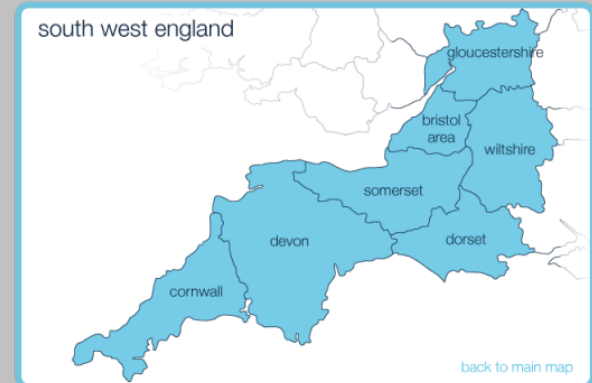 south west england
gloucestershire
bristol
area
wiltshire
somerset
devon
dorset
cornwall
back to main map